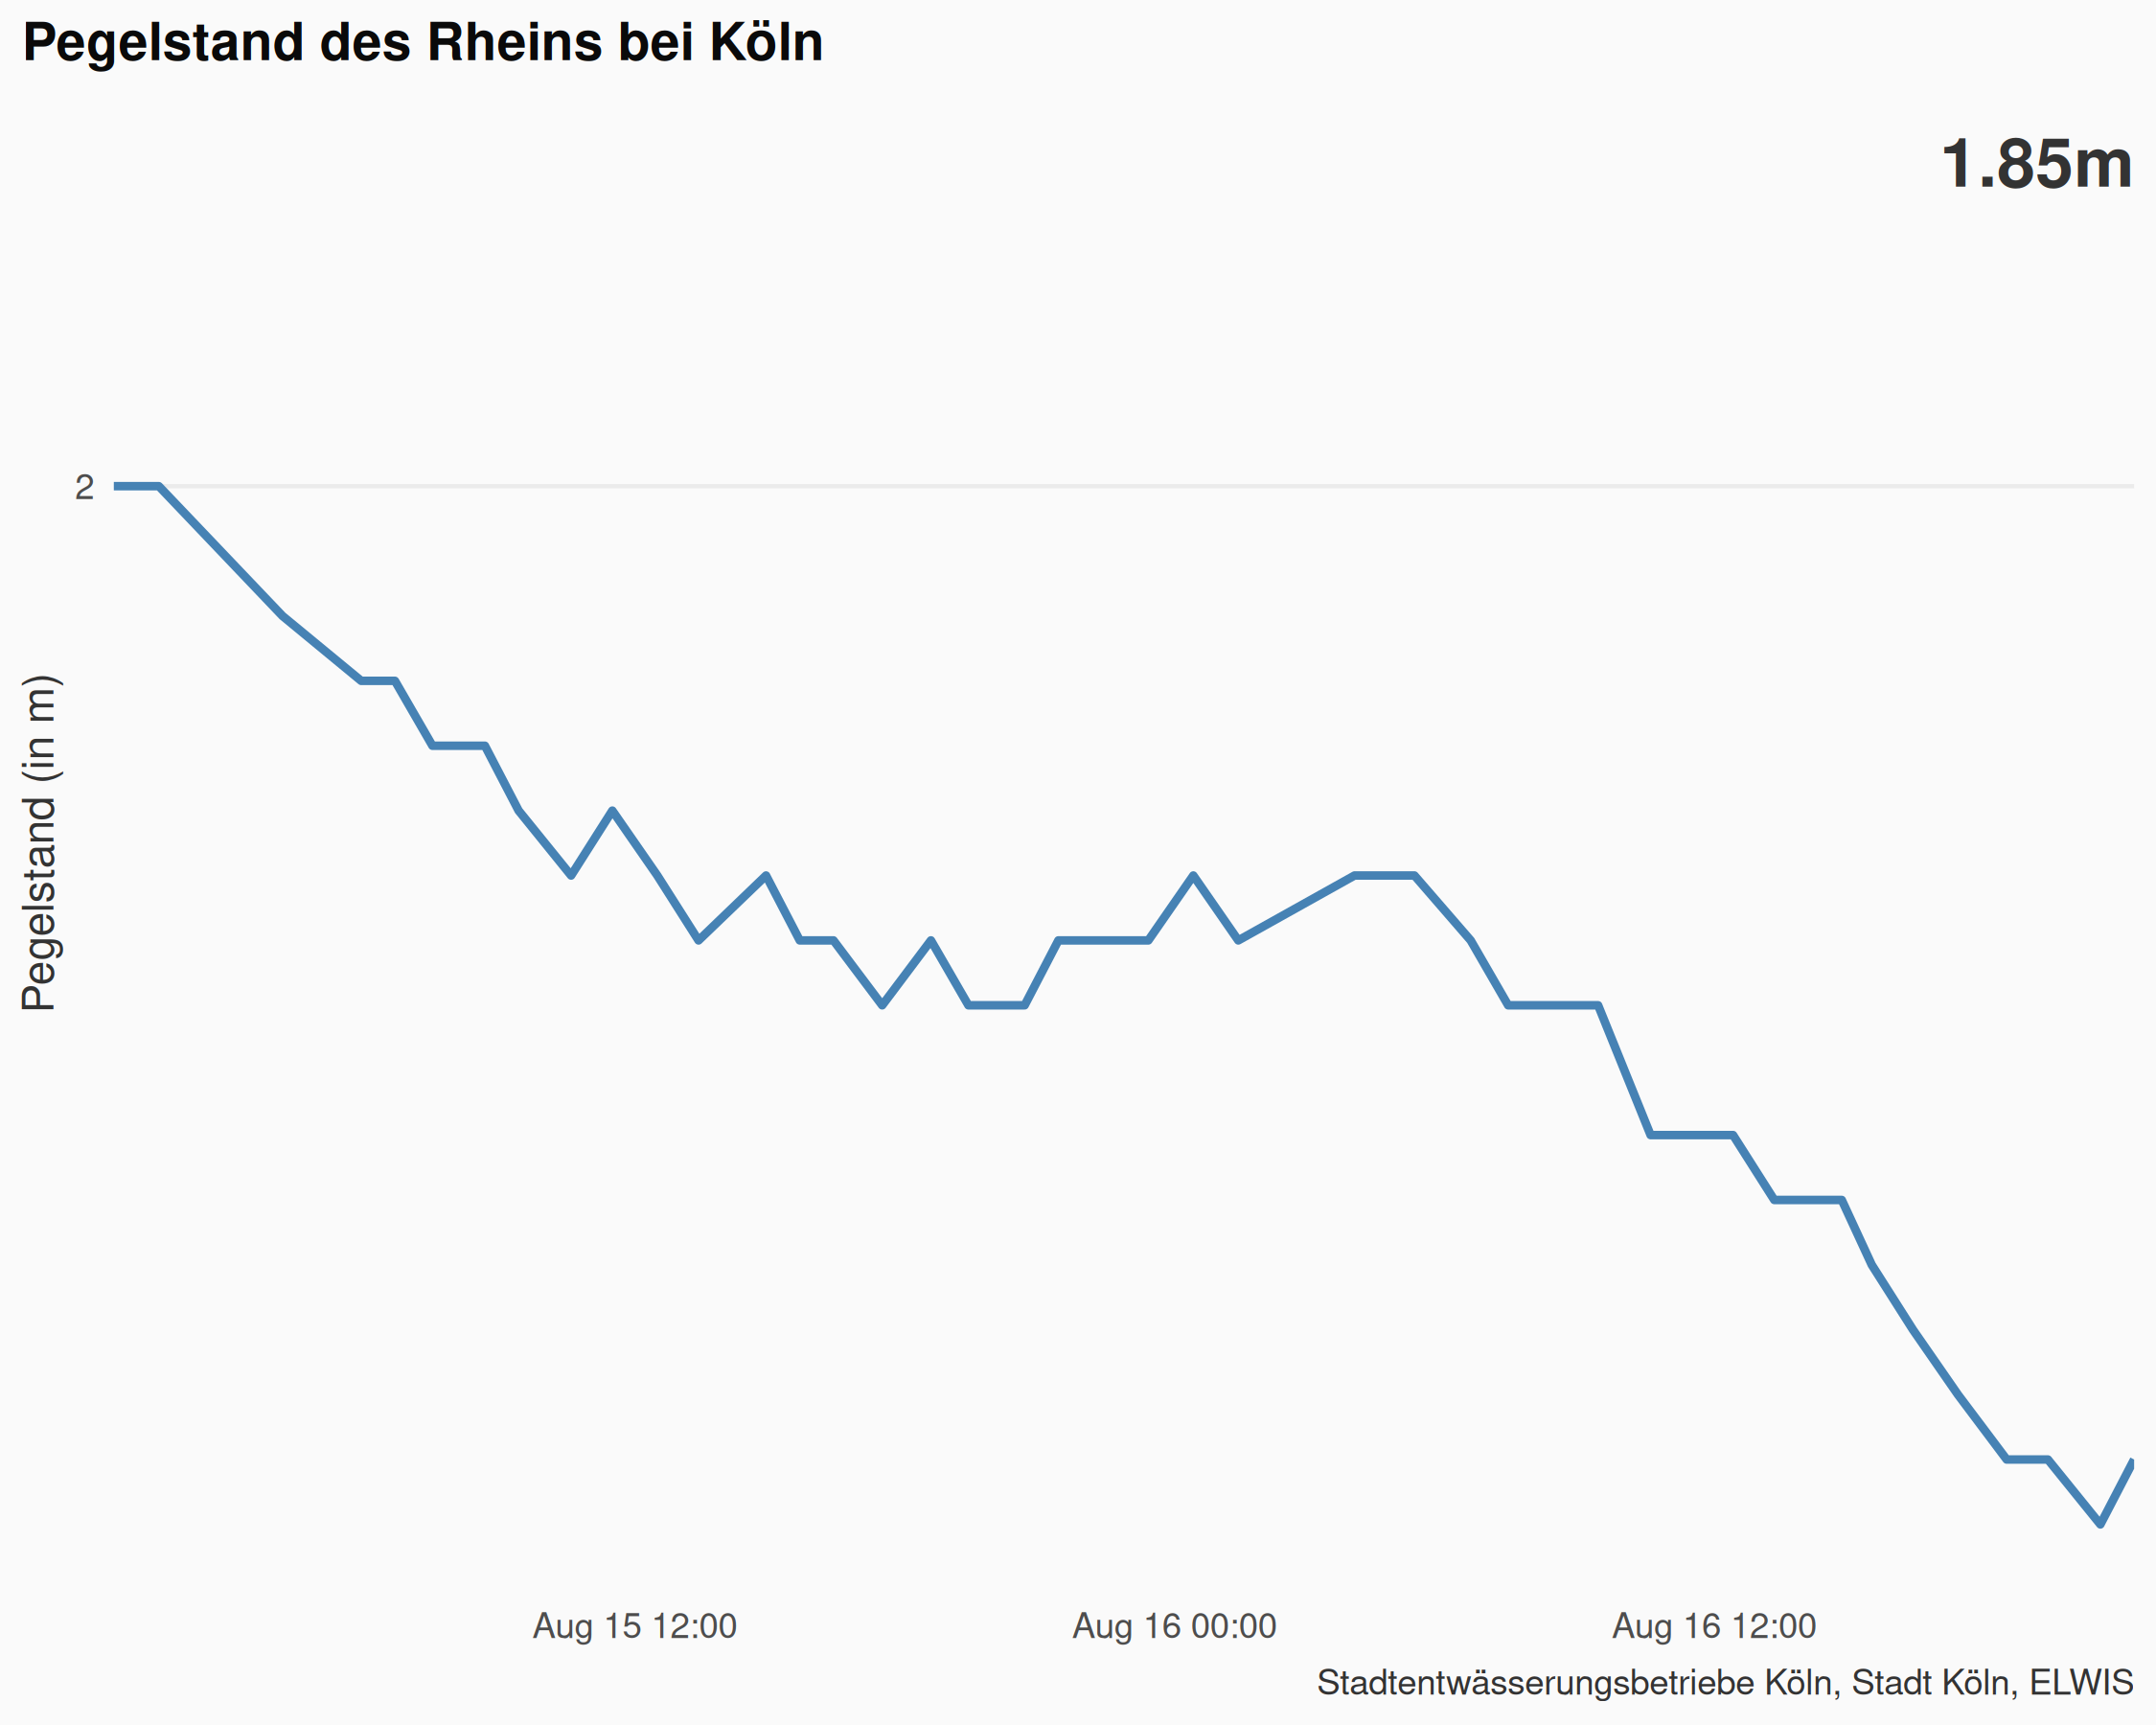 Pegelstand des Rheins bei Köln
1.85m
2
Pegelstand (in m)
Aug 15 12:00
Aug 16 00:00
Aug 16 12:00
Stadtentwässerungsbetriebe Köln, Stadt Köln, ELWIS